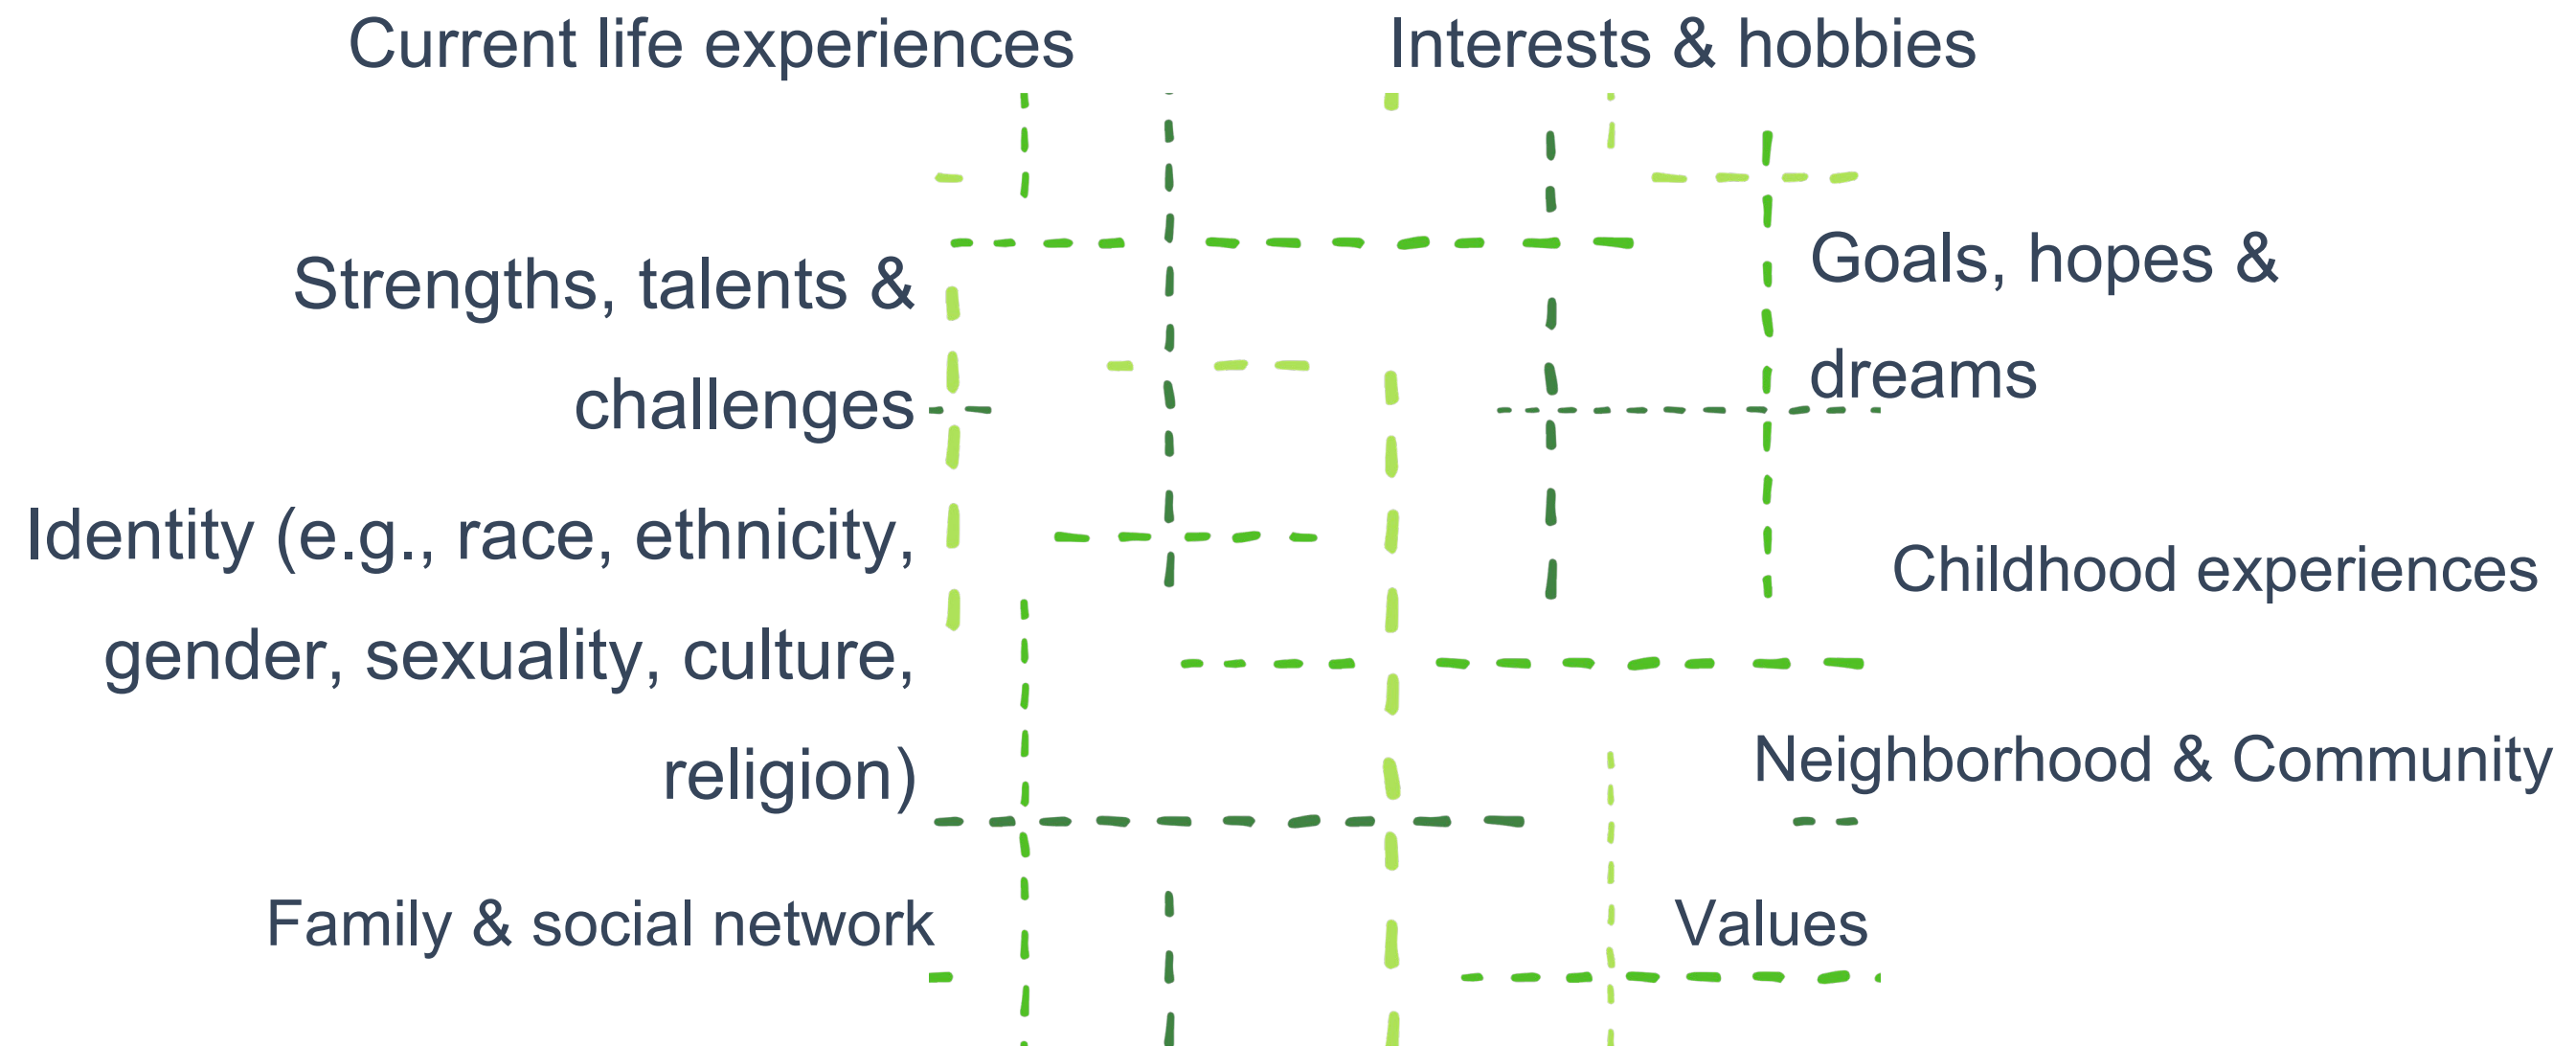 Current life experiences
Interests & hobbies
Strengths, talents &
challenges
Goals, hopes &
dreams
Identity (e.g., race, ethnicity,
gender, sexuality, culture,
religion)
Childhood experiences
Neighborhood & Community
Family & social network
Values